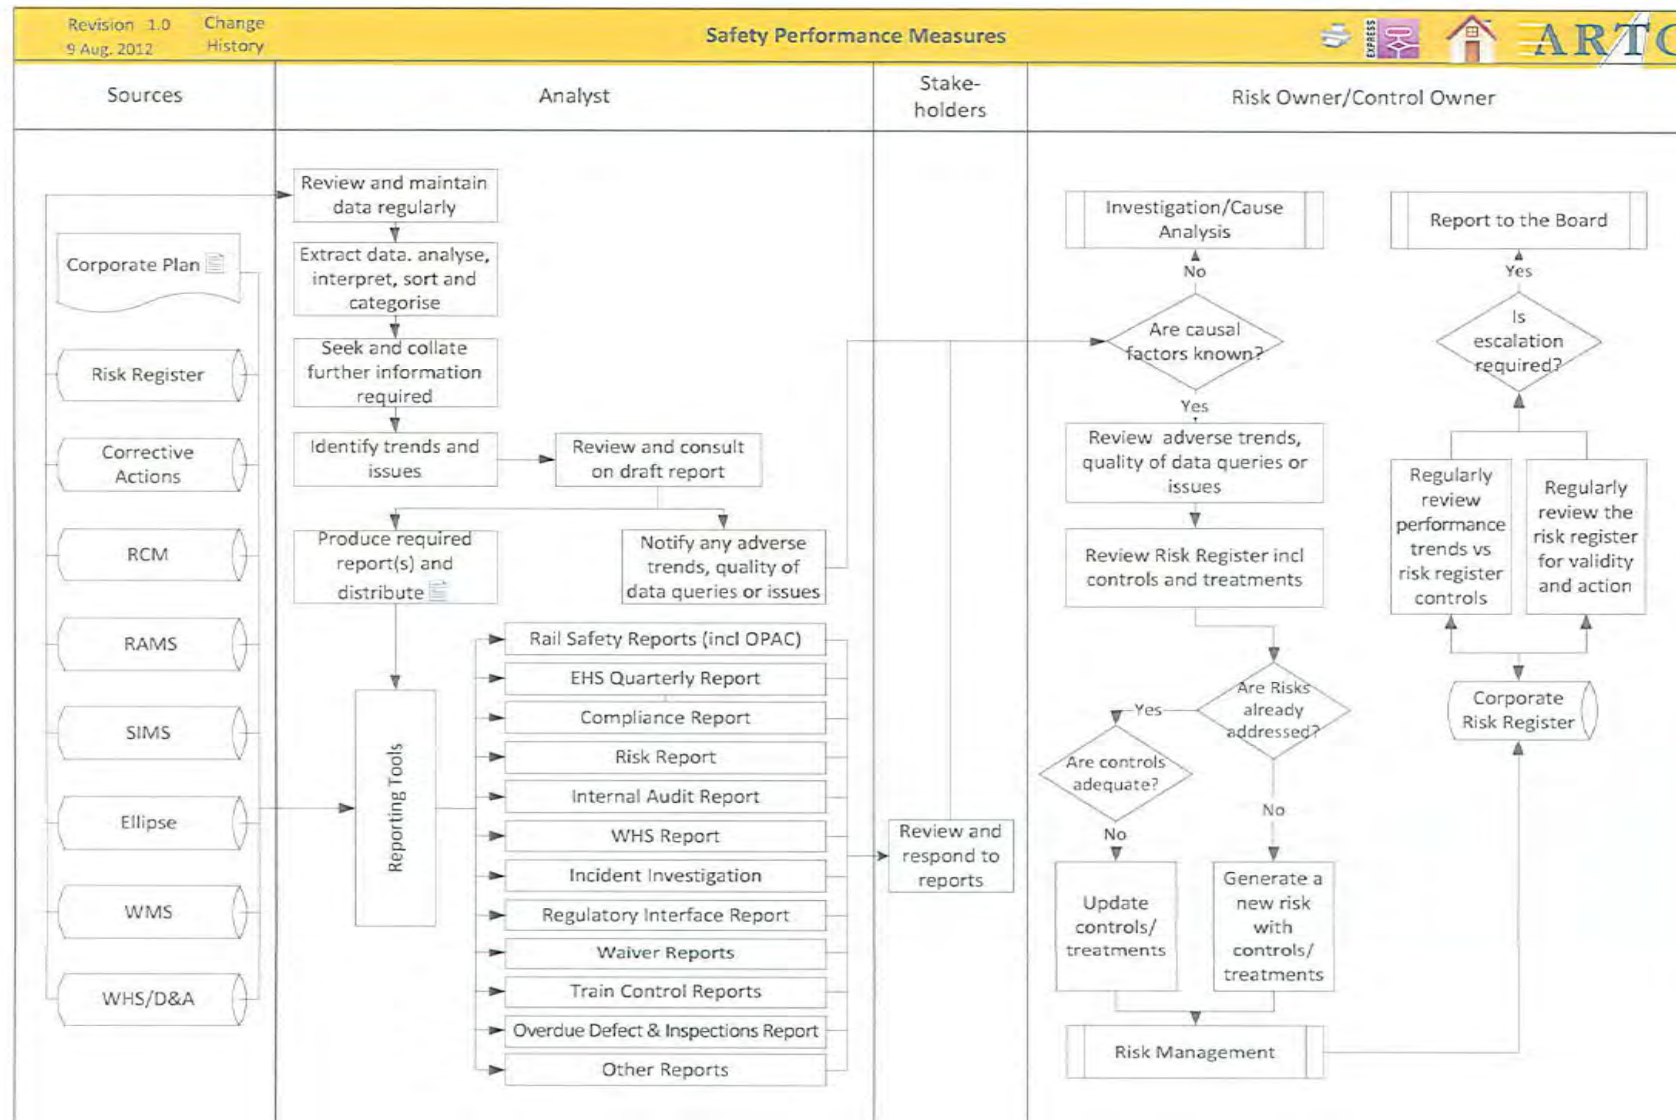 Revision 1.0 Change
9 Aug. 2012 History
Safety Performance Measures
EXPRESS
ARTC
Sources
Analyst
Stake-
holders
Risk Owner/Control Owner
Corporate Plan
Risk Register
Corrective
Actions
RCM
RAMS
SIMS
Ellipse
WMS
WHS/D&A
Review and maintain
data regularly
Extract data. analyse,
interpret, sort and
categorise
Seek and collate
further information
required
Identify trends and
issues
Review and consult
on draft report
Produce required
report(s) and
distribute
Notify any adverse
trends, quality of
data queries or issues
Reporting Tools
Rail Safety Reports (incl OPAC)
EHS Quarterly Report
Compliance Report
Risk Report
Internal Audit Report
WHS Report
Incident Investigation
Regulatory Interface Report
Waiver Reports
Train Control Reports
Overdue Defect & Inspections Report
Other Reports
Review and
respond to
reports
Investigation/Cause
Analysis
No
Are causal
factors known?
Yes
Review adverse trends,
quality of data queries or
issues
Review Risk Register incl
controls and treatments
Are Risks
already
addressed?
Yes
Are controls
adequate?
No
No
Update
controls/
treatments
Generate a
new risk
with
controls/
treatments
Risk Management
Report to the Board
Yes
Is
escalation
required?
Regularly
review
performance
trends vs
risk register
controls
Regularly
review the
risk register
for validity
and action
Corporate
Risk Register